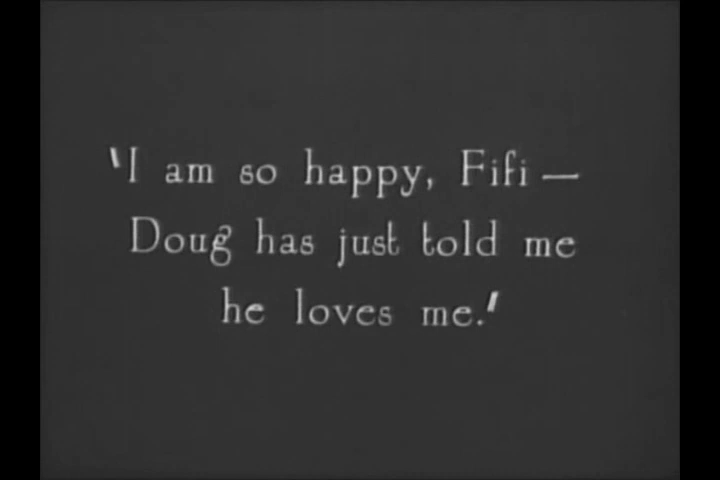 "I am so happy, Fifi —
Doug has just told me
he loves me."